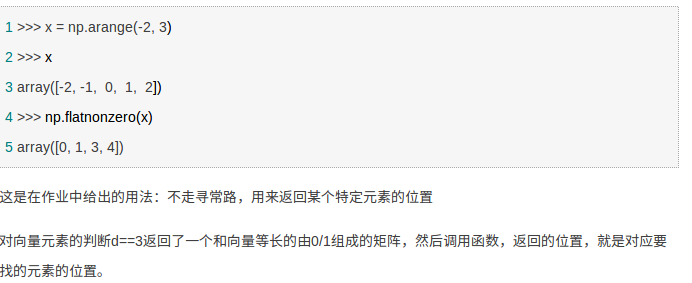 1 >>> x = np.arange(-2, 3)
2 >>> x
3 array([-2, -1,  0,  1,  2])
4 >>> np.flatnonzero(x)
5 array([0, 1, 3, 4])
这是在作业中给出的用法：不走寻常路，用来返回某个特定元素的位置
对向量元素的判断d==3返回了一个和向量等长的由0/1组成的矩阵，然后调用函数，返回的位置，就是对应要
找的元素的位置。